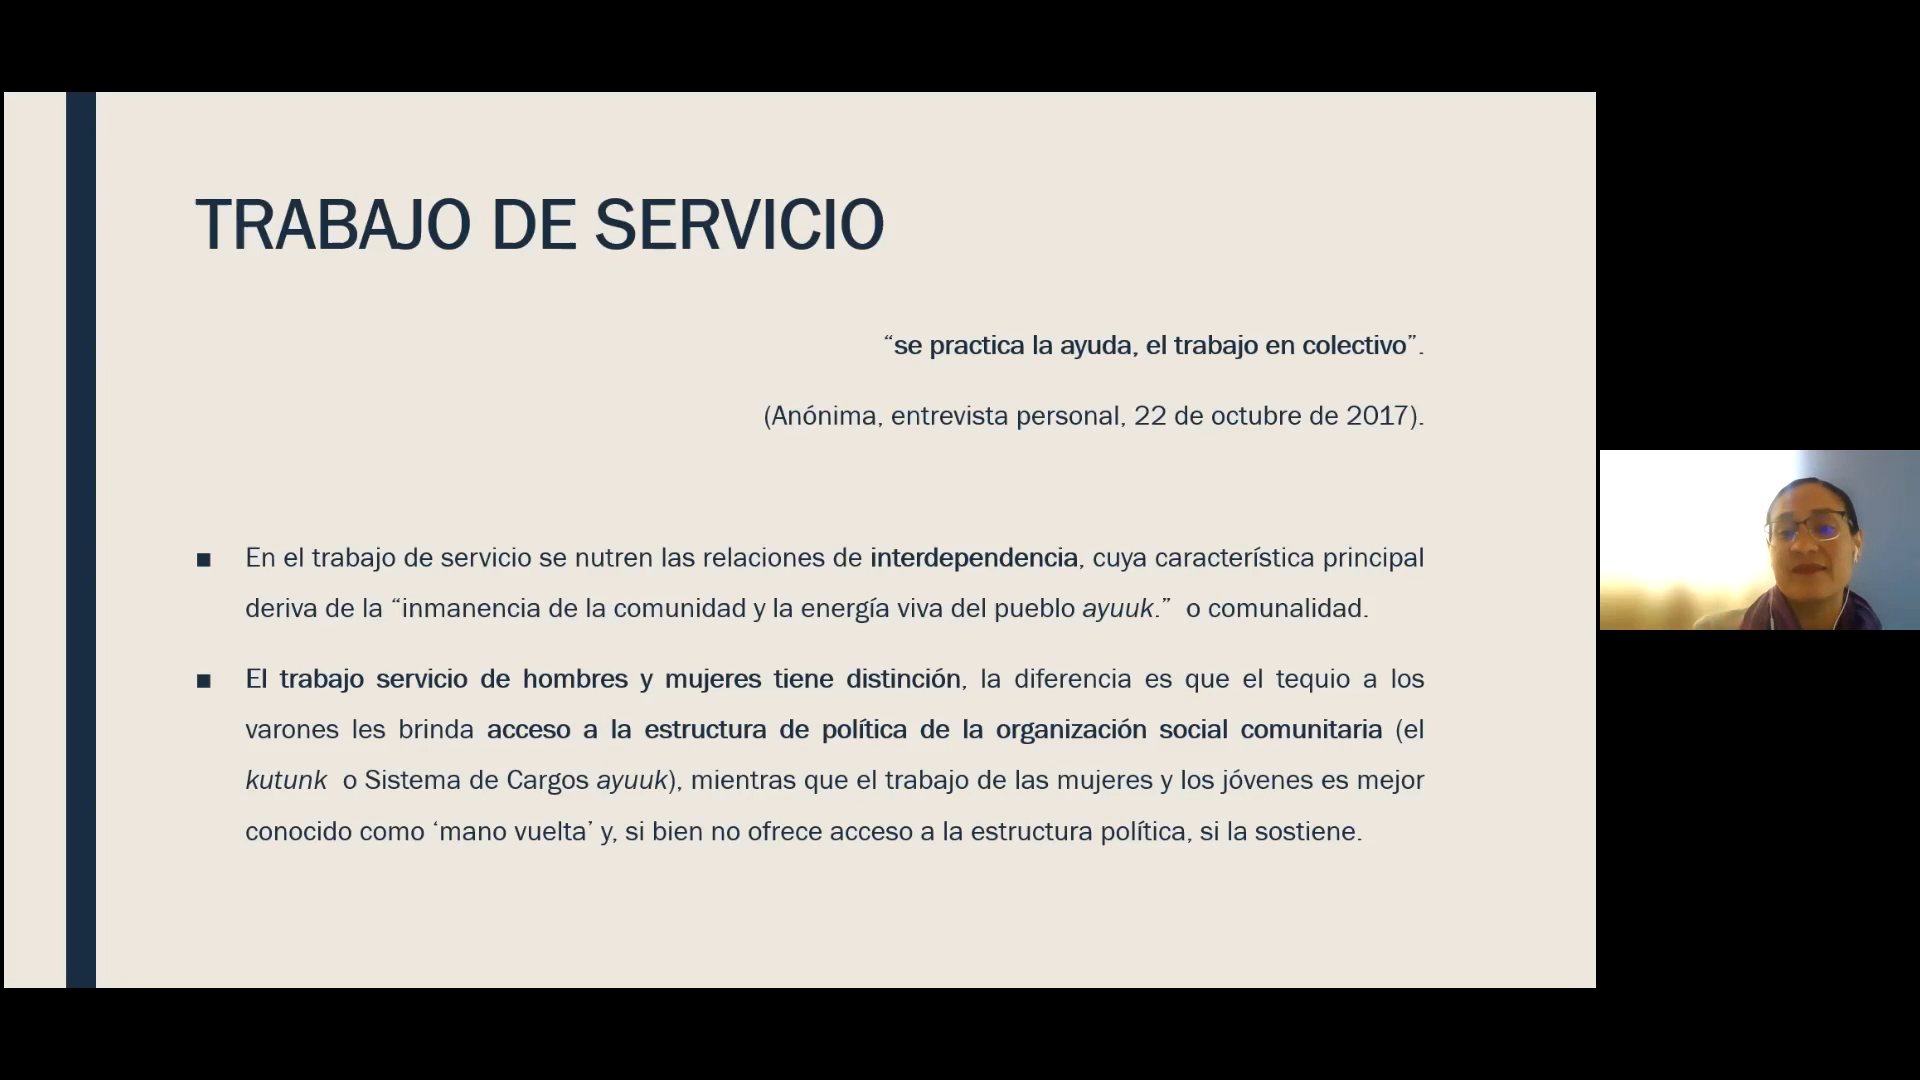 TRABAJO DE SERVICIO
“se practica la ayuda, el trabajo en colectivo”.
(Anónima, entrevista personal, 22 de octubre de 2017).
■ En el trabajo de servicio se nutren las relaciones de interdependencia, cuya característica principal
deriva de la “inmanencia de la comunidad y la energía viva del pueblo ayuuk.” o comunalidad.
■ El trabajo servicio de hombres y mujeres tiene distinción, la diferencia es que el tequio a los
varones les brinda acceso a la estructura de política de la organización social comunitaria (el
kutunk o Sistema de Cargos ayuuk), mientras que el trabajo de las mujeres y los jóvenes es mejor
conocido como ‘mano vuelta’ y, si bien no ofrece acceso a la estructura política, si la sostiene.